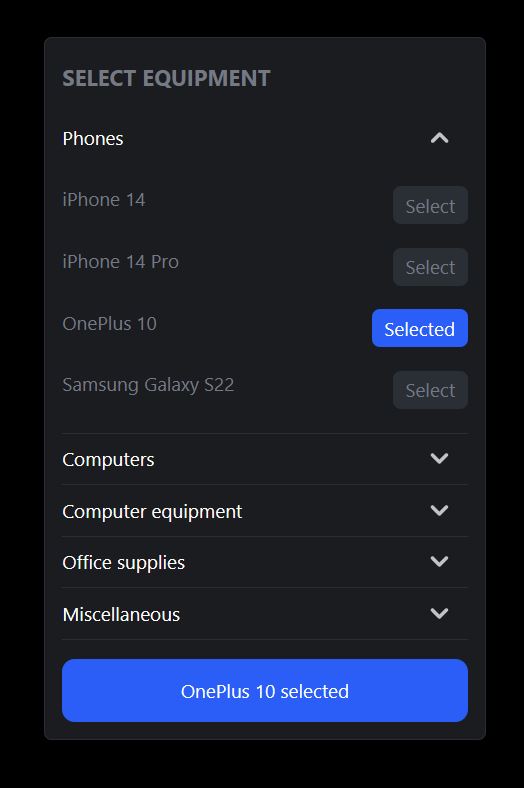 SELECT EQUIPMENT
Phones
iPhone 14 Select
iPhone 14 Pro Select
OnePlus 10 Selected
Samsung Galaxy S22 Select
Computers
Computer equipment
Office supplies
Miscellaneous
OnePlus 10 selected